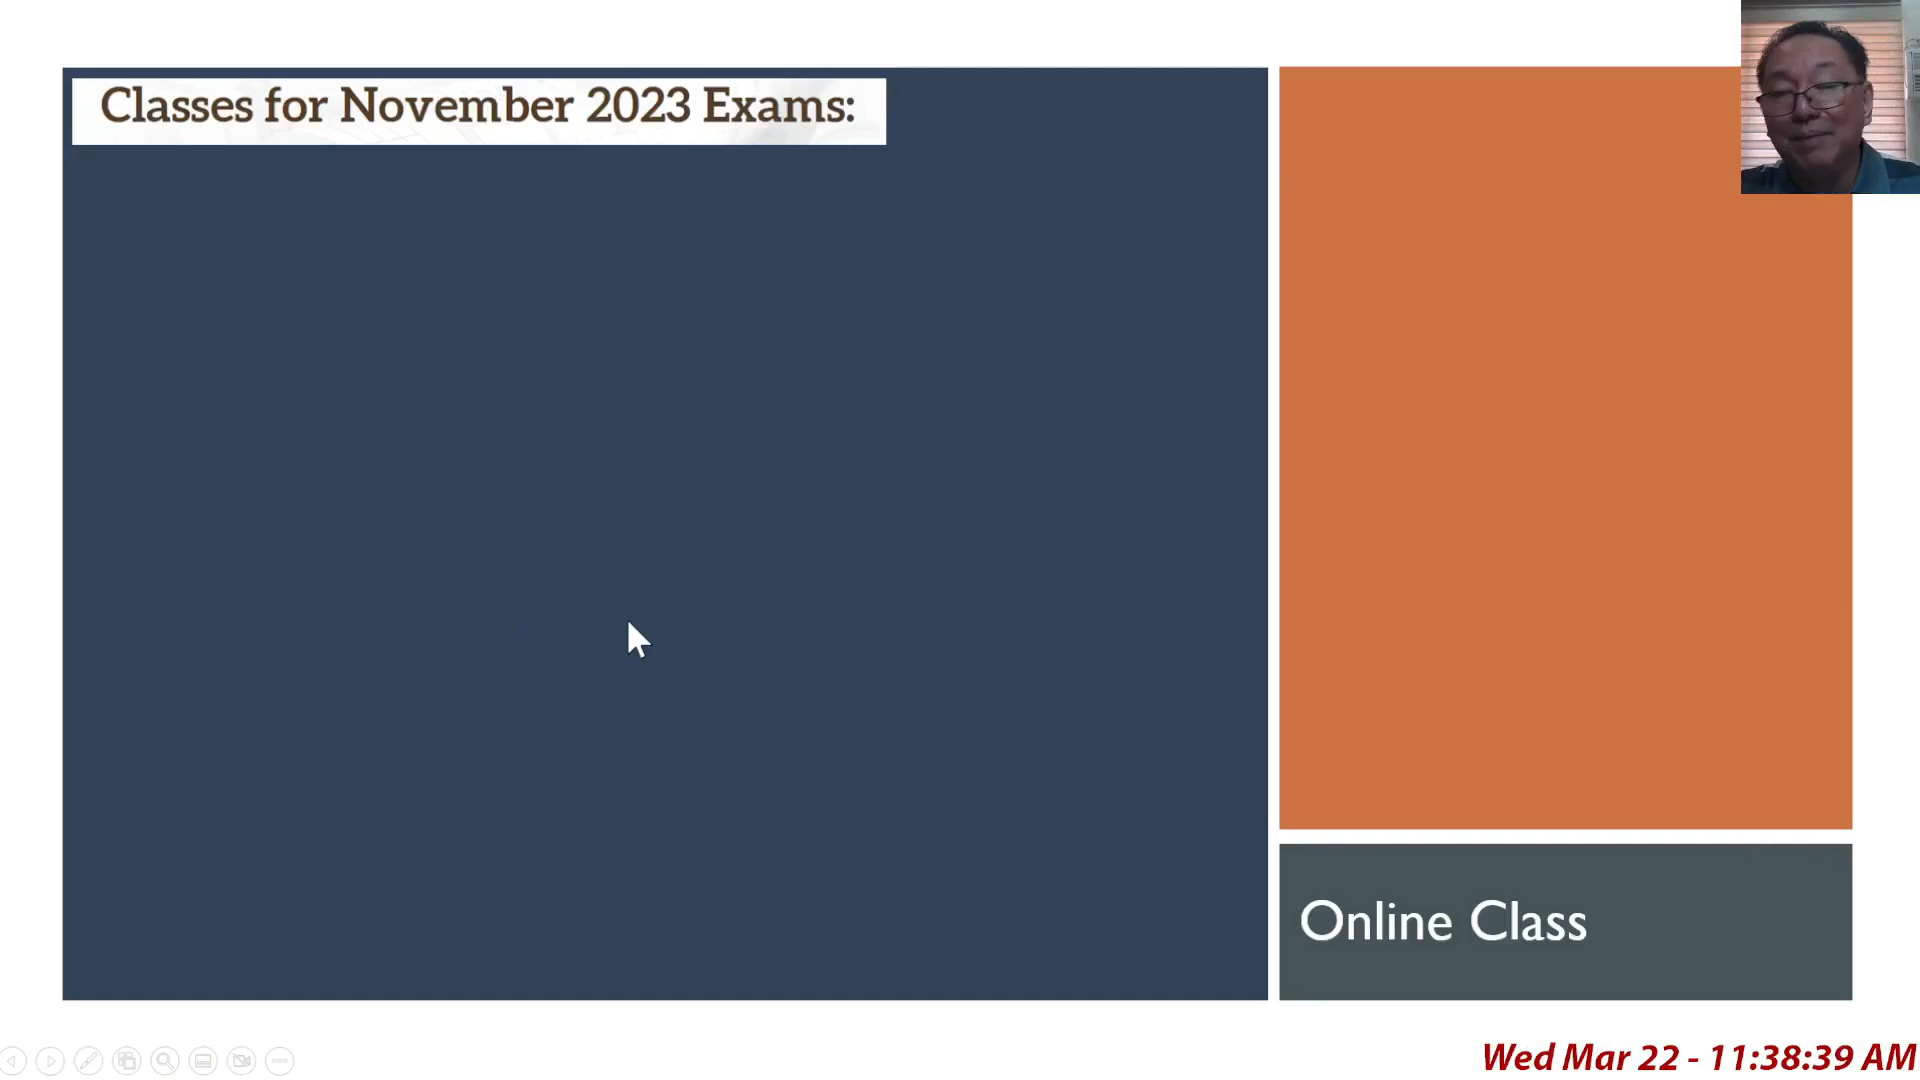 Classes for November 2023 Exams:
Online Class
Wed Mar 22 - 11:38:39 AM